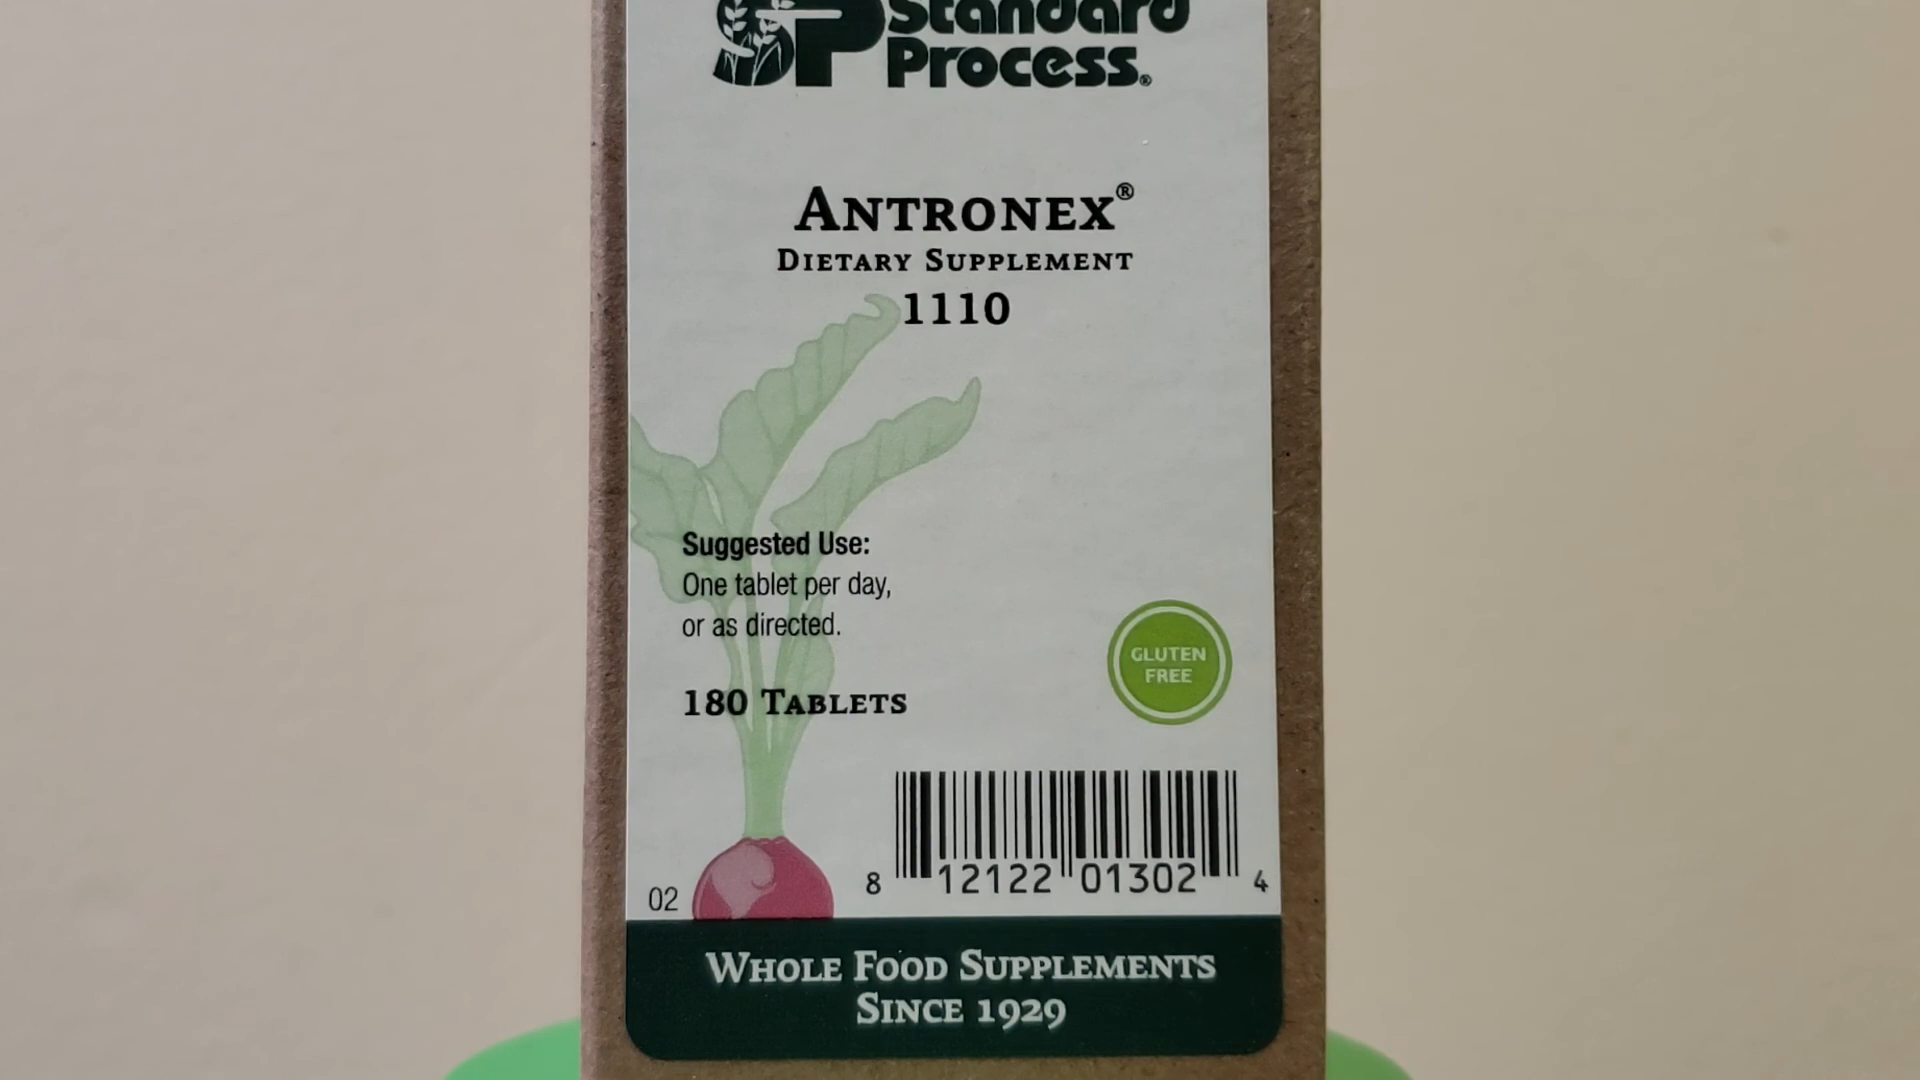 Standard
Process®
ANTRONEX®
DIETARY SUPPLEMENT
1110
Suggested Use:
One tablet per day,
or as directed.
GLUTEN
FREE
180 TABLETS
02
8 12122 01302 4
WHOLE FOOD SUPPLEMENTS
SINCE 1929